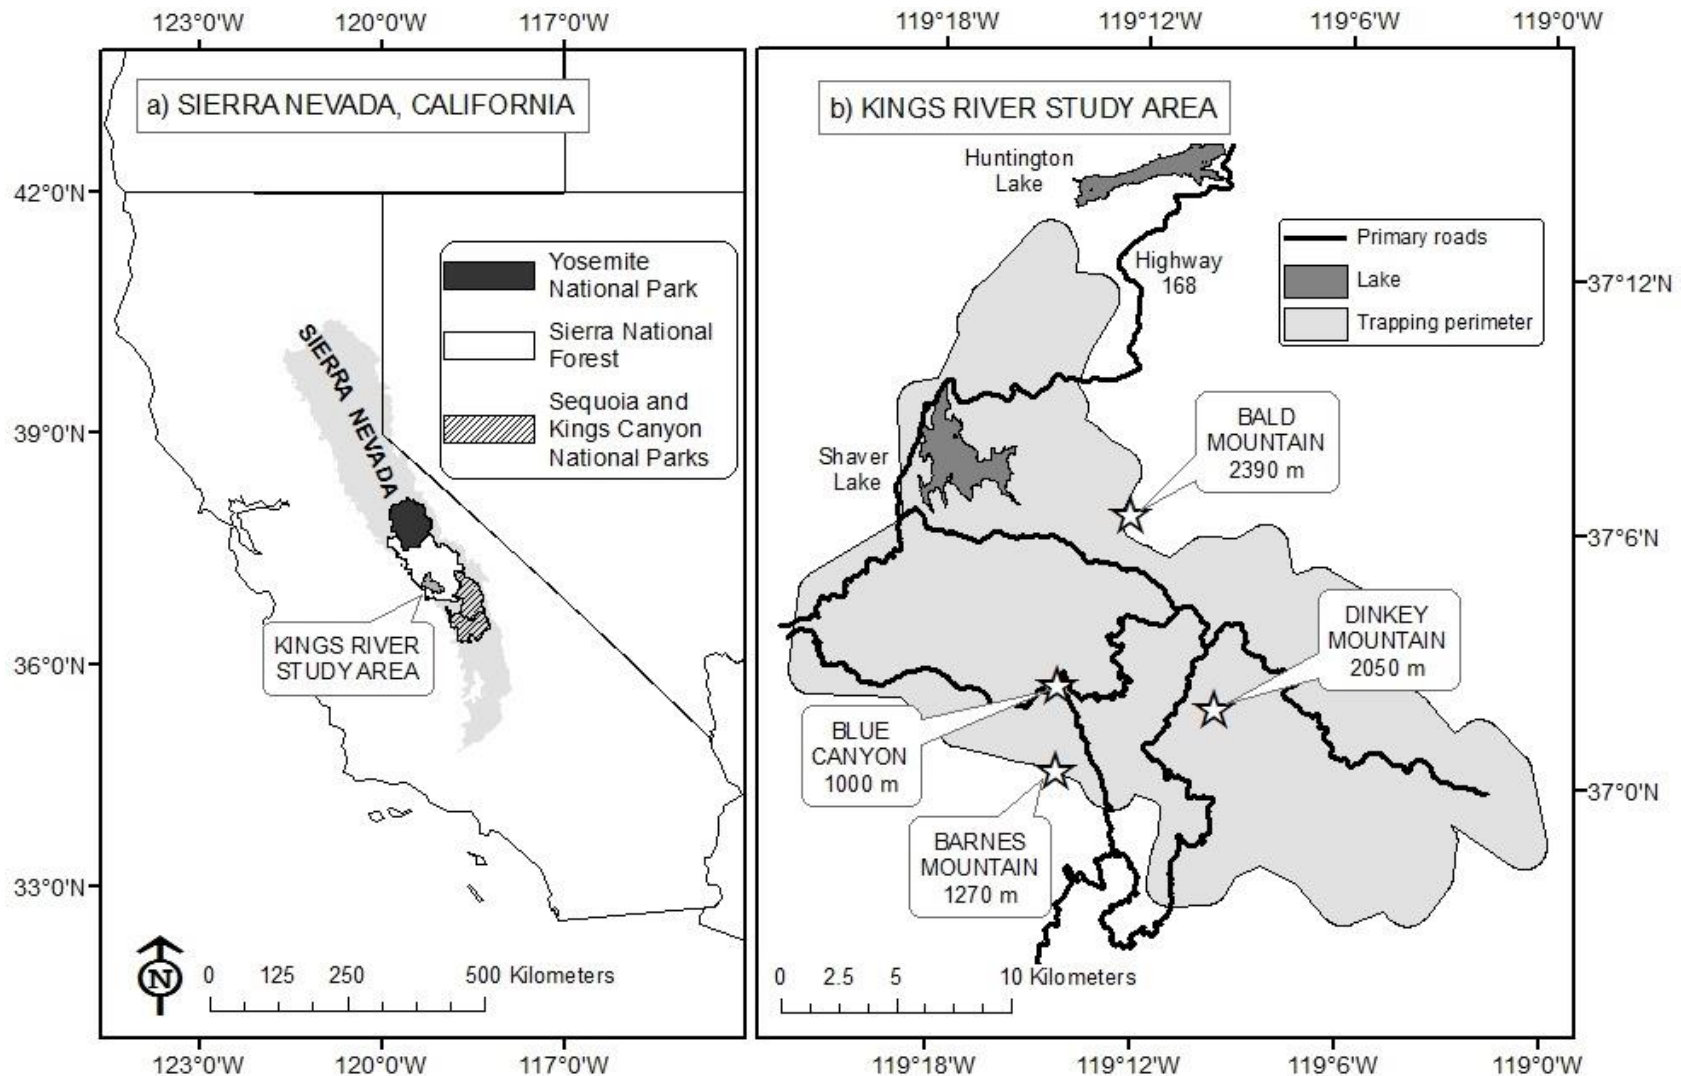 123°0'W 120°0'W 117°0'W
119°18'W 119°12'W 119°6'W 119°0'W
a) SIERRA NEVADA, CALIFORNIA
42°0'N
39°0'N
36°0'N
33°0'N
Yosemite
National Park
Sierra National
Forest
Sequoia and
Kings Canyon
National Parks
SIERRA NEVADA
KINGS RIVER
STUDY AREA
N
0 125 250 500 Kilometers
123°0'W 120°0'W 117°0'W
b) KINGS RIVER STUDY AREA
Huntington
Lake
Highway
168
Primary roads
Lake
Trapping perimeter
37°12'N
37°6'N
37°0'N
Shaver
Lake
BALD
MOUNTAIN
2390 m
DINKEY
MOUNTAIN
2050 m
BLUE
CANYON
1000 m
BARNES
MOUNTAIN
1270 m
0 2.5 5 10 Kilometers
119°18'W 119°12'W 119°6'W 119°0'W